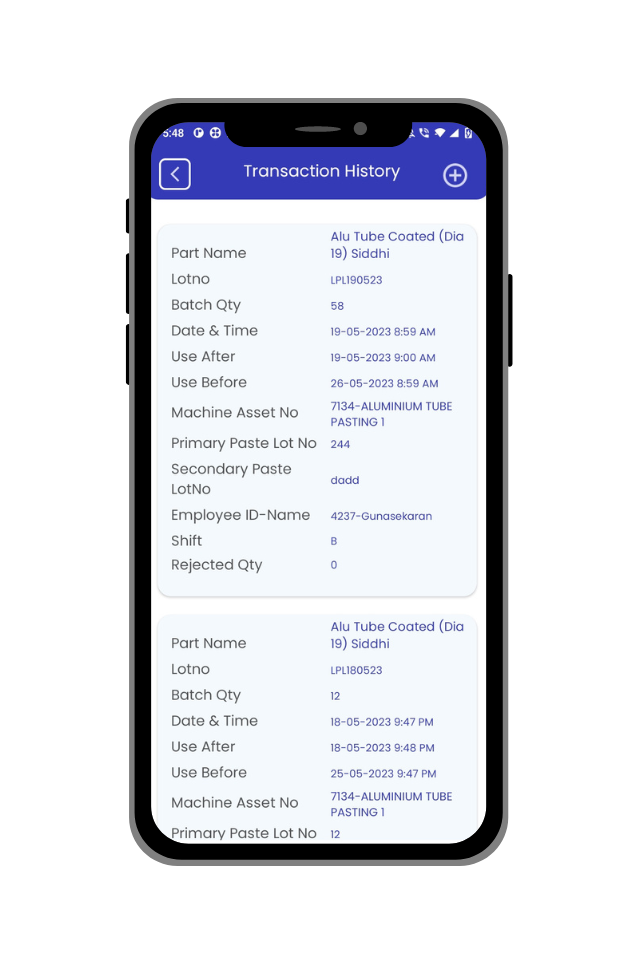 5:48
Transaction History
Alu Tube Coated (Dia
Part Name 19) Siddhi
Lotno LPL190523
Batch Qty 58
Date & Time 19-05-2023 8:59 AM
Use After 19-05-2023 9:00 AM
Use Before 26-05-2023 8:59 AM
Machine Asset No 7134-ALUMINIUM TUBE
PASTING 1
Primary Paste Lot No 244
Secondary Paste
LotNo dadd
Employee ID-Name 4237-Gunasekaran
Shift B
Rejected Qty 0
Alu Tube Coated (Dia
Part Name 19) Siddhi
Lotno LPL180523
Batch Qty 12
Date & Time 18-05-2023 9:47 PM
Use After 18-05-2023 9:48 PM
Use Before 25-05-2023 9:47 PM
Machine Asset No 7134-ALUMINIUM TUBE
PASTING 1
Primary Paste Lot No 12